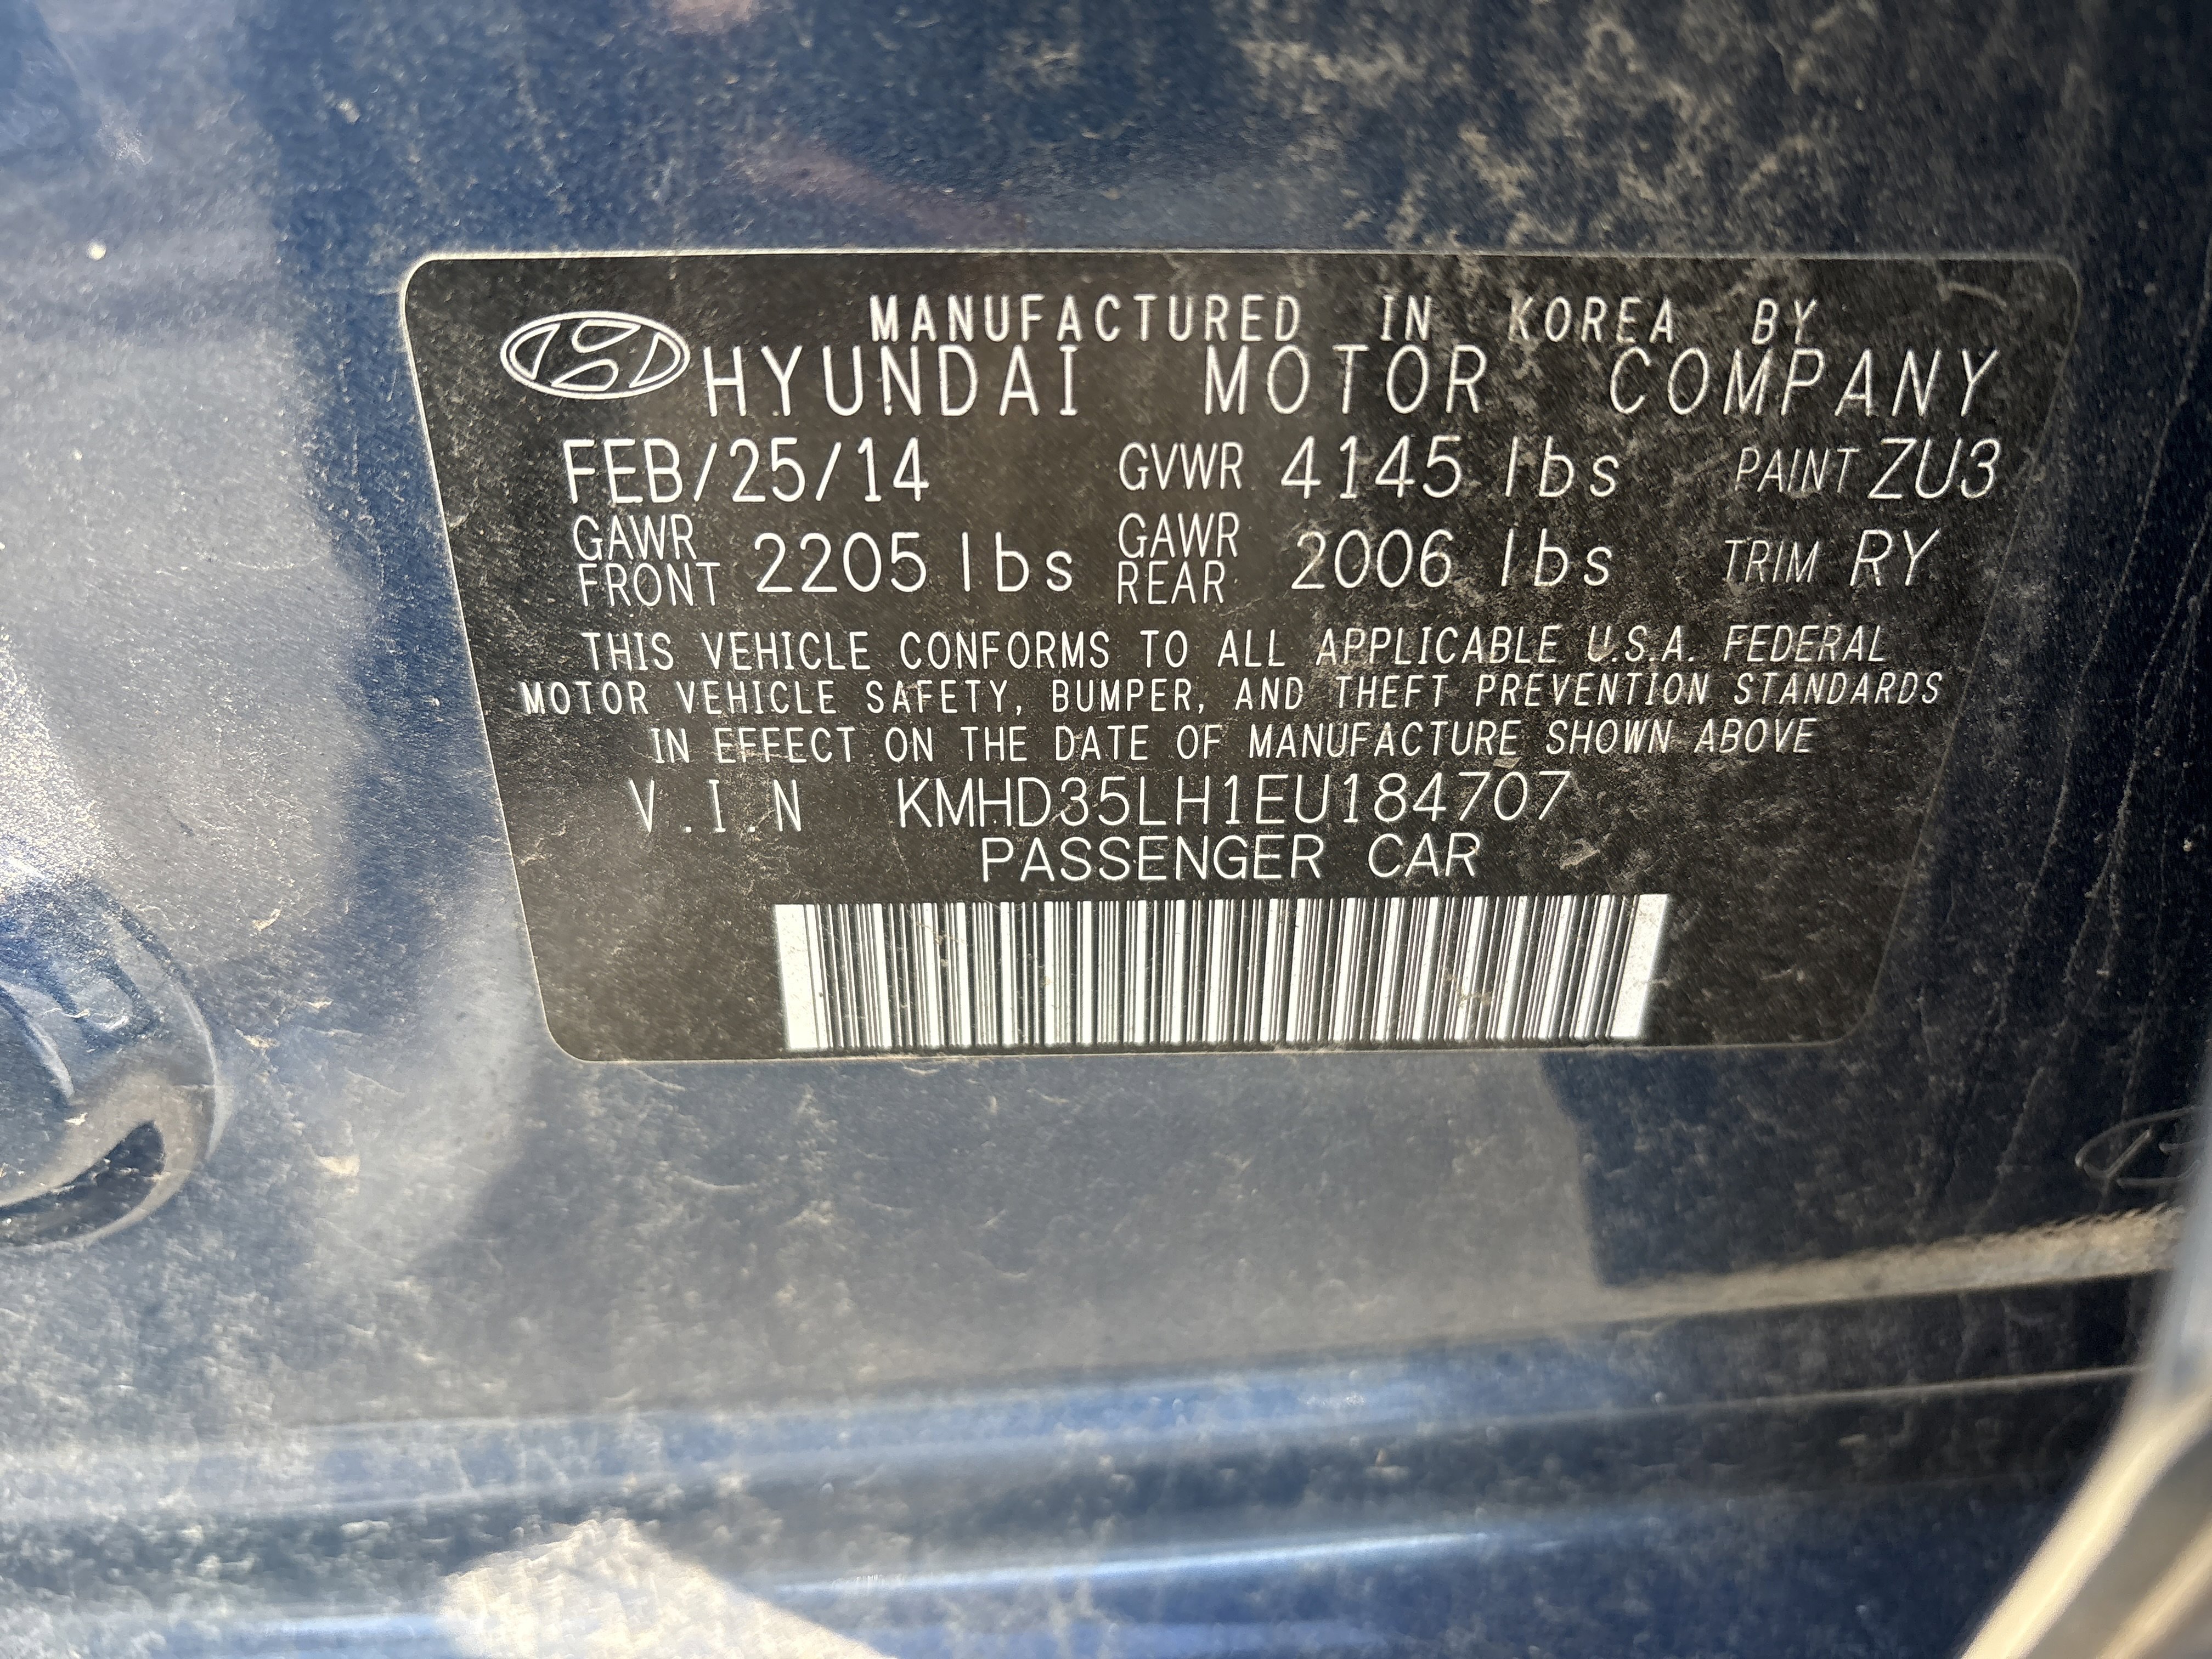 MANUFACTURED IN KOREA BY
HYUNDAI MOTOR COMPANY
FEB/25/14 GVWR 4145 lbs PAINT ZU3
GAWR FRONT 2205 lbs GAWR REAR 2006 lbs TRIM RY
THIS VEHICLE CONFORMS TO ALL APPLICABLE U.S.A. FEDERAL
MOTOR VEHICLE SAFETY, BUMPER, AND THEFT PREVENTION STANDARDS
IN EFFECT ON THE DATE OF MANUFACTURE SHOWN ABOVE
V.I.N KMHD35LH1EU184707
PASSENGER CAR